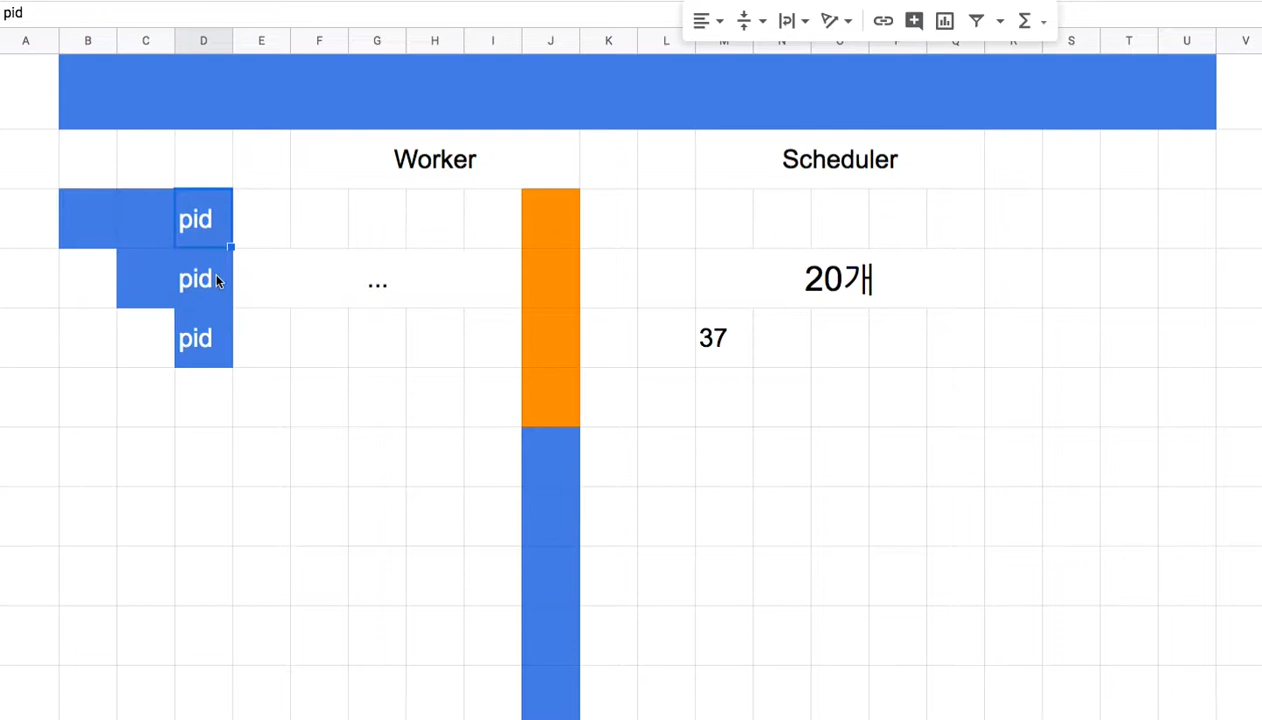 pid
A B C D E F G H I J K L M N O P Q R S T U V
Worker Scheduler
pid
pid ... 20개
pid 37